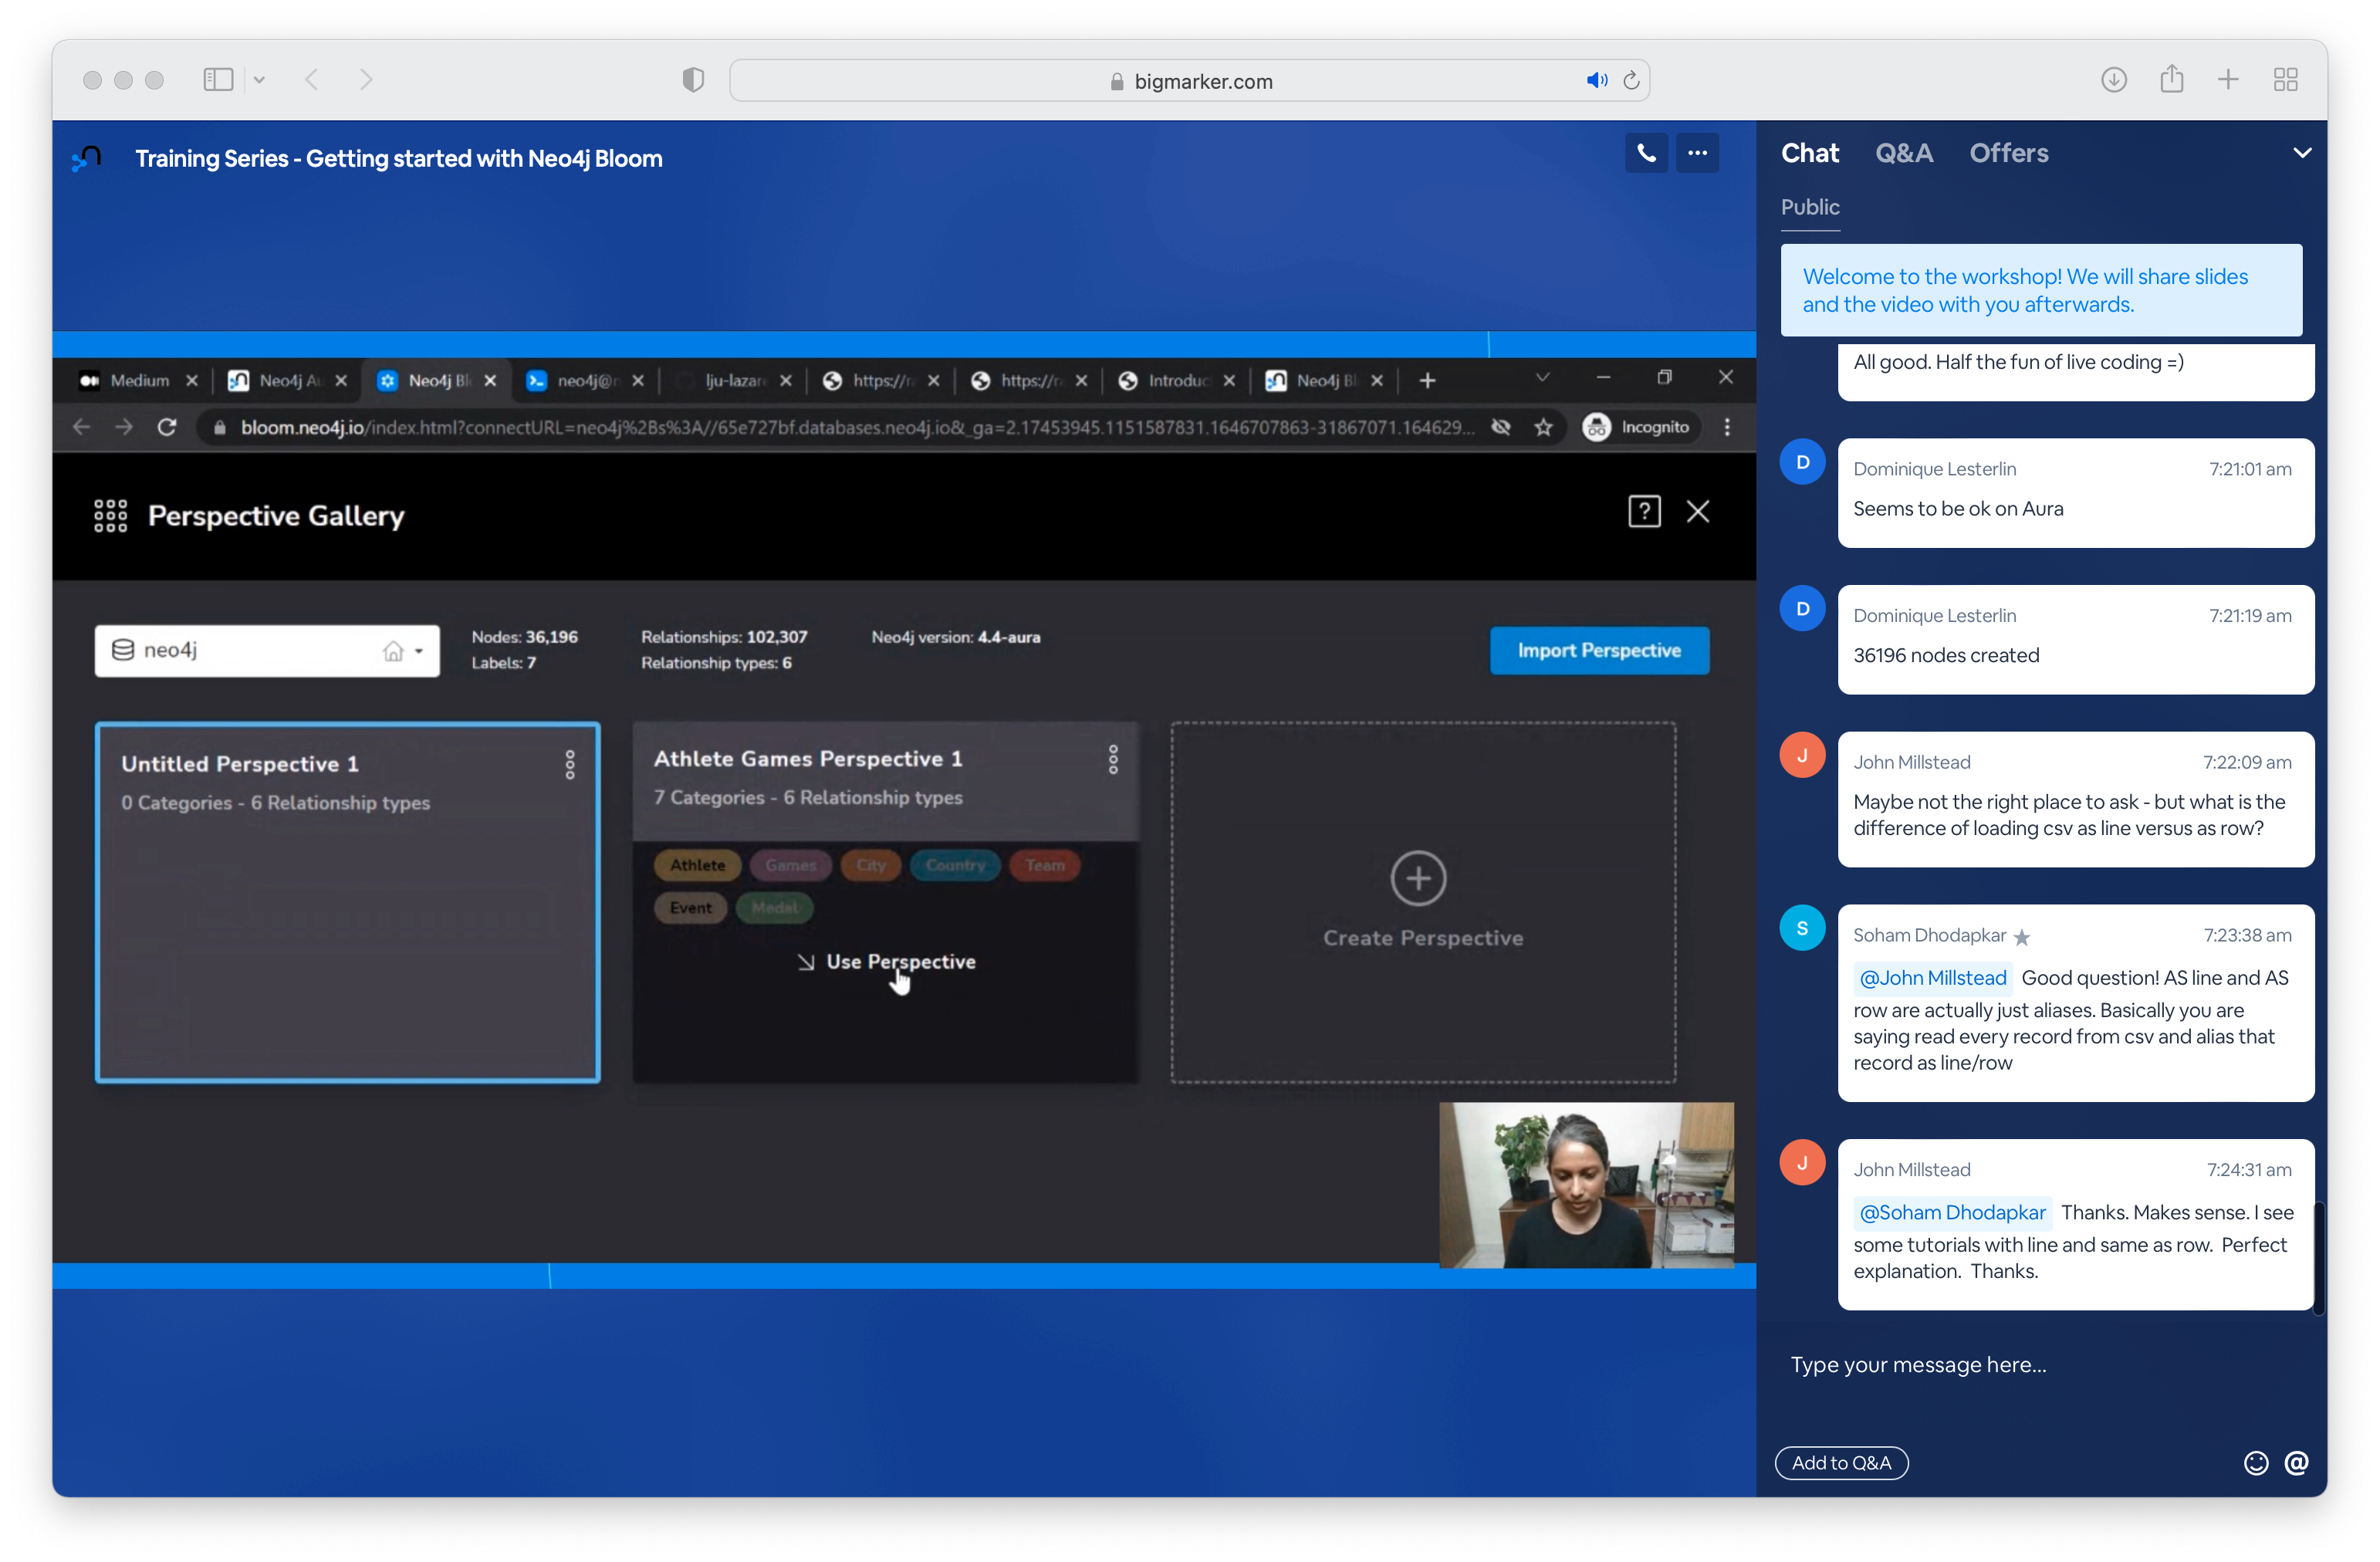 bigmarker.com
Training Series - Getting started with Neo4j Bloom
Medium
Neo4j Au
Neo4j Bl
neo4j@n
lju-lazare
https://ra
https://ra
Introduc
Neo4j Bl
bloom.neo4j.io/index.html?connectURL=neo4j%2Bs%3A//65e727bf.databases.neo4j.io&_ga=2.17453945.1151587831.1646707863-31867071.164629...
Incognito
Perspective Gallery
?
neo4j
Nodes: 36,196
Labels: 7
Relationships: 102,307
Relationship types: 6
Neo4j version: 4.4-aura
Import Perspective
Untitled Perspective 1
0 Categories - 6 Relationship types
Athlete Games Perspective 1
7 Categories - 6 Relationship types
Athlete
Games
City
Country
Team
Event
Medal
Use Perspective
Create Perspective
Chat
Q&A
Offers
Public
Welcome to the workshop! We will share slides
and the video with you afterwards.
All good. Half the fun of live coding =)
D
Dominique Lesterlin
7:21:01 am
Seems to be ok on Aura
D
Dominique Lesterlin
7:21:19 am
36196 nodes created
J
John Millstead
7:22:09 am
Maybe not the right place to ask - but what is the
difference of loading csv as line versus as row?
S
Soham Dhodapkar
7:23:38 am
@John Millstead Good question! AS line and AS
row are actually just aliases. Basically you are
saying read every record from csv and alias that
record as line/row
J
John Millstead
7:24:31 am
@Soham Dhodapkar Thanks. Makes sense. I see
some tutorials with line and same as row. Perfect
explanation. Thanks.
Type your message here...
Add to Q&A
@